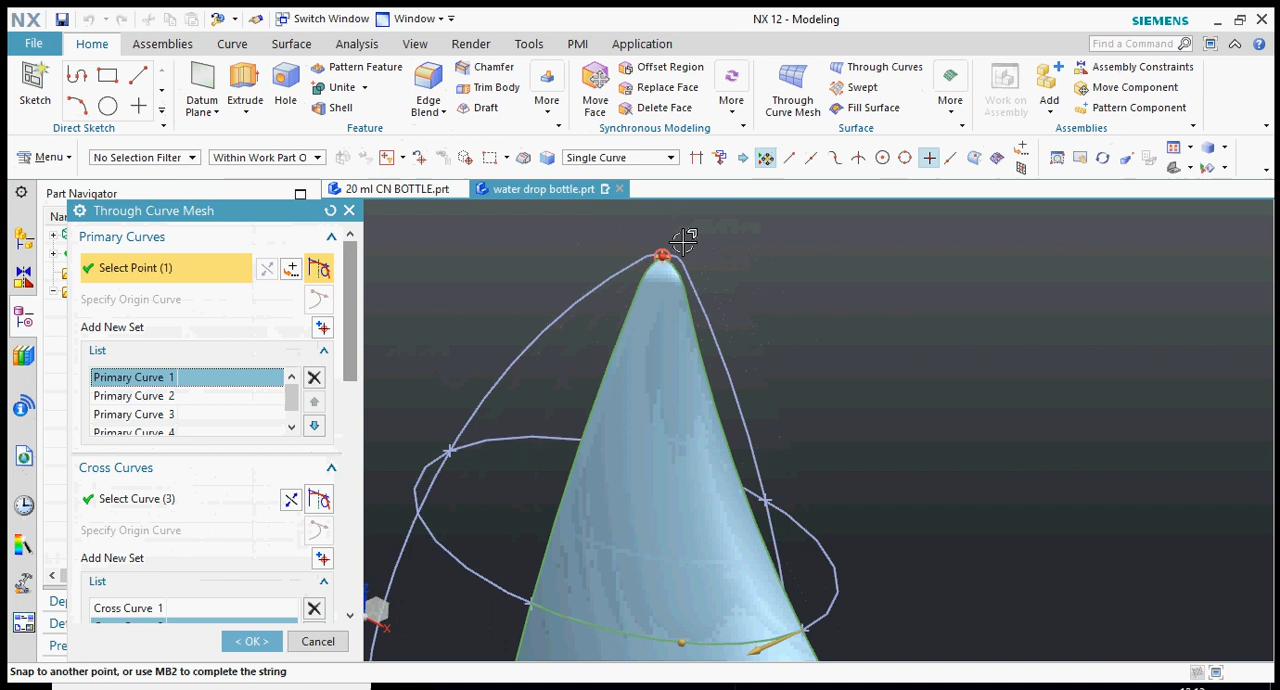 NX Switch Window Window NX 12 - Modeling SIEMENS
File Home Assemblies Curve Surface Analysis View Render Tools PMI Application Find a Command
Pattern Feature Chamfer Offset Region Through Curves Assembly Constraints
Unite Trim Body Replace Face Swept Move Component
Sketch Datum Plane Extrude Hole Shell Edge Blend Draft More Move Face Delete Face More Through Curve Mesh Fill Surface More Work on Assembly Add Pattern Component
Direct Sketch Feature Synchronous Modeling Surface Assemblies
Menu No Selection Filter Within Work Part O Single Curve
Part Navigator 20 ml CN BOTTLE.prt water drop bottle.prt
Through Curve Mesh
Primary Curves
Select Point (1)
Specify Origin Curve
Add New Set
List
Primary Curve 1
Primary Curve 2
Primary Curve 3
Primary Curve 4
Cross Curves
Select Curve (3)
Specify Origin Curve
Add New Set
List
Cross Curve 1
< OK > Cancel
X
Snap to another point, or use MB2 to complete the string